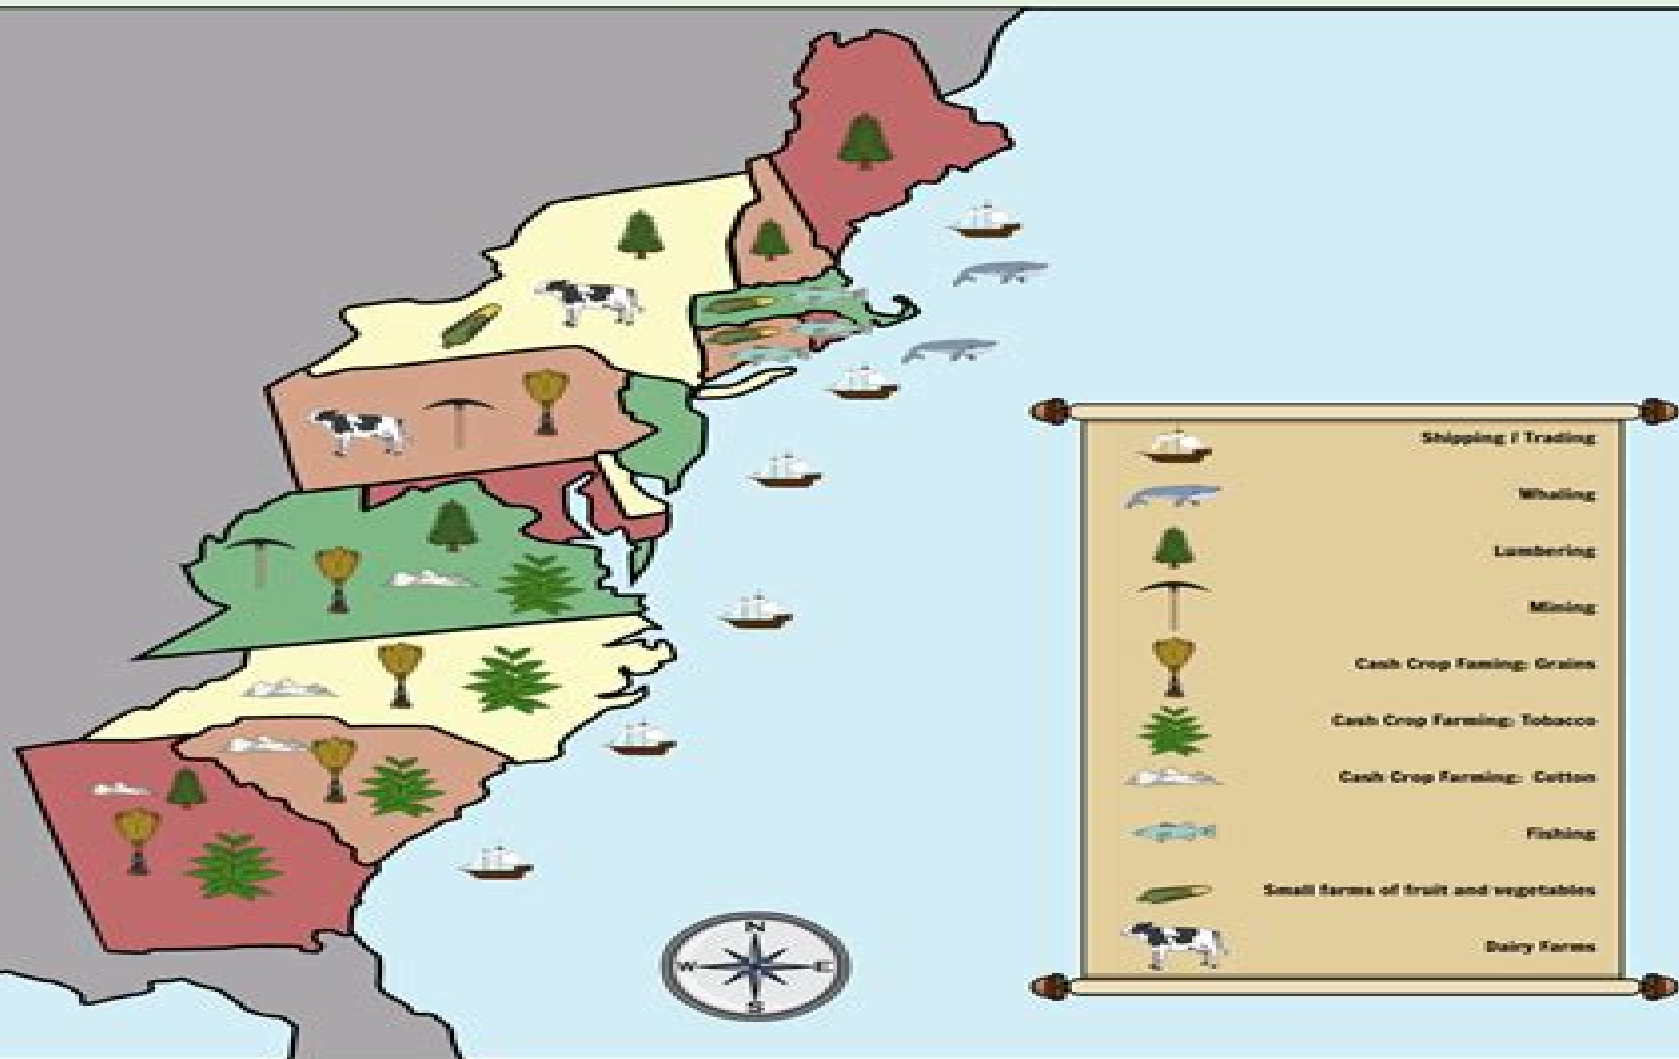 Shipping / Trading
Whaling
Lumbering
Mining
Cash Crop Faming: Grains
Cash Crop Farming: Tobacco
Cash Crop Farming: Cotton
Fishing
Small farms of fruit and vegetables
Dairy Farms
N
W E
S